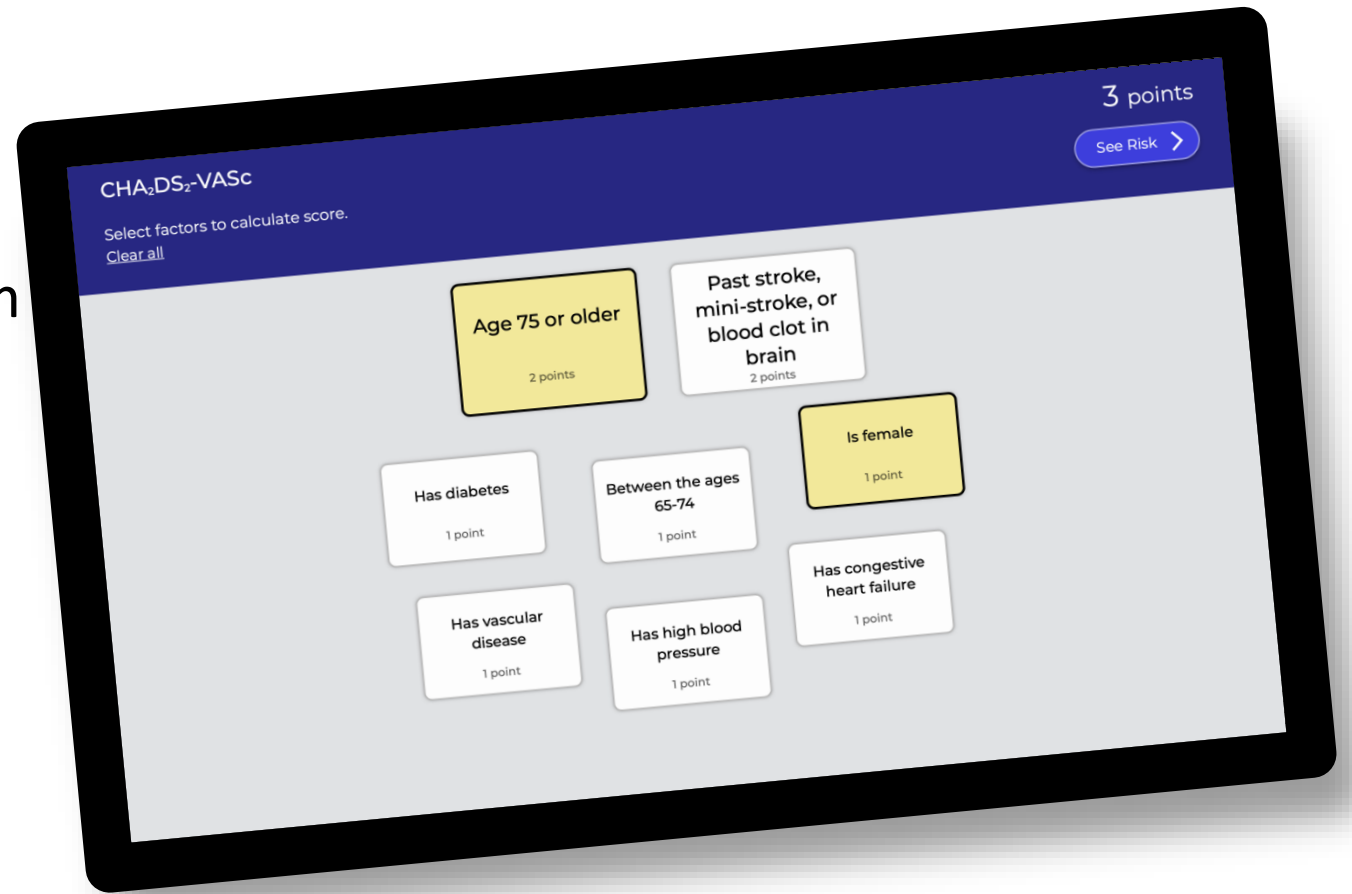 3 points
See Risk
CHA₂DS₂-VASc
Select factors to calculate score.
Clear all
Age 75 or older
2 points
Past stroke,
mini-stroke, or
blood clot in
brain
2 points
Is female
1 point
Has diabetes
1 point
Between the ages
65-74
1 point
Has congestive
heart failure
1 point
Has vascular
disease
1 point
Has high blood
pressure
1 point